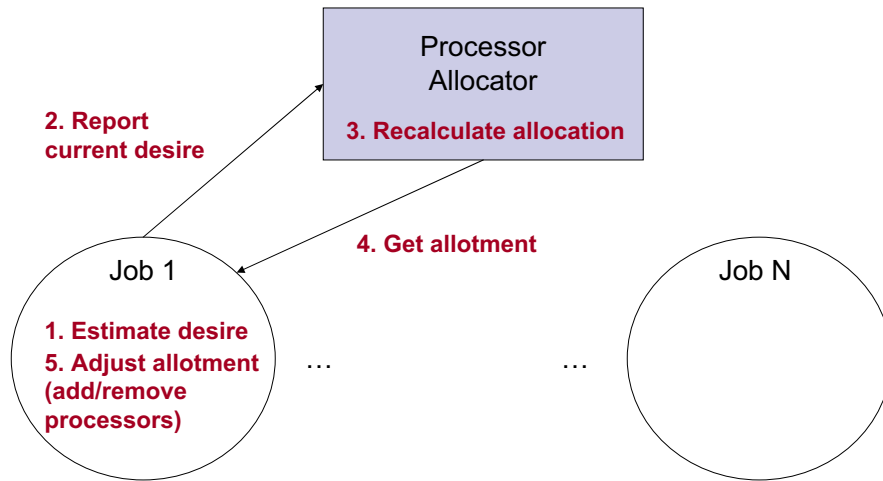 Processor
Allocator
3. Recalculate allocation
2. Report
current desire
4. Get allotment
Job 1
1. Estimate desire
5. Adjust allotment
(add/remove
processors)
…
…
Job N